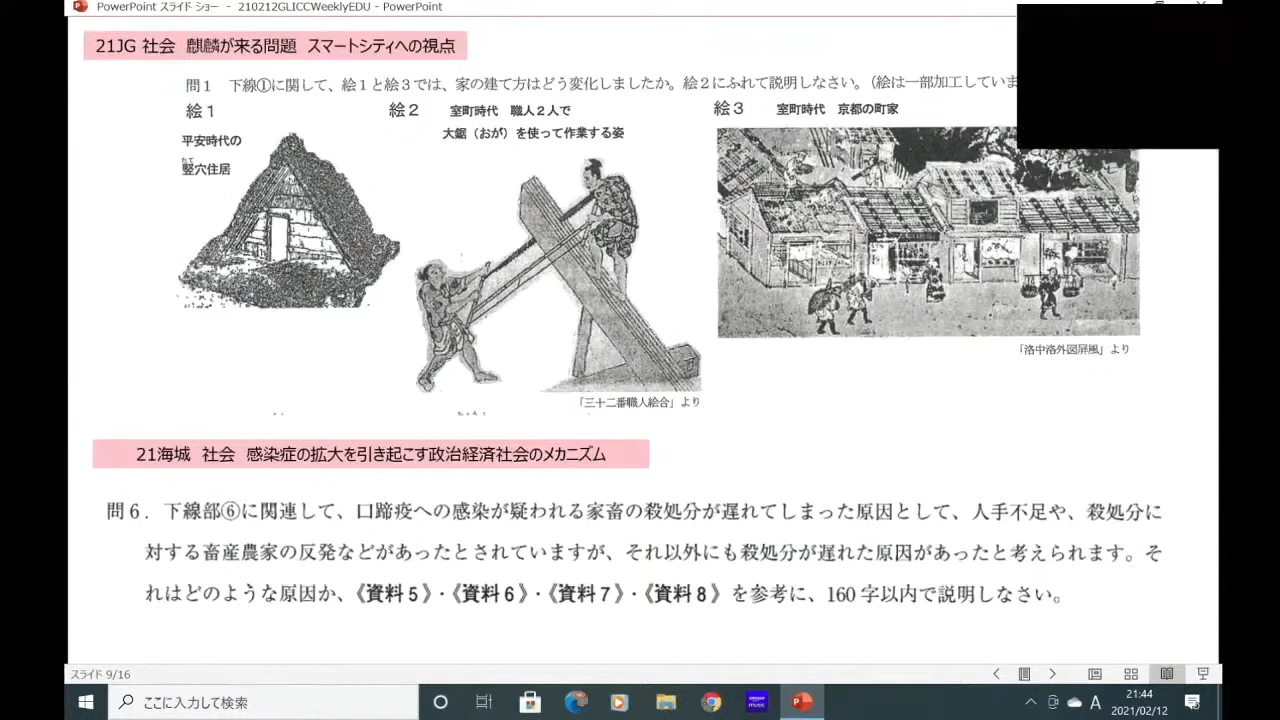 PowerPoint スライド ショー - 210212GLICCWeeklyEDU - PowerPoint
21JG 社会 麒麟が来る問題 スマートシティへの視点
問１ 下線①に関して、絵１と絵３では、家の建て方はどう変化しましたか。絵２にふれて説明しなさい。（絵は一部加工していま
絵１
絵２ 室町時代 職人２人で
大鋸（おが）を使って作業する姿
絵３ 室町時代 京都の町家
平安時代の
たて
竪穴住居
「洛中洛外図屏風」より
「三十二番職人絵合」より
21海城 社会 感染症の拡大を引き起こす政治経済社会のメカニズム
問６．下線部⑥に関連して、口蹄疫への感染が疑われる家畜の殺処分が遅れてしまった原因として、人手不足や、殺処分に
対する畜産農家の反発などがあったとされていますが、それ以外にも殺処分が遅れた原因があったと考えられます。そ
れはどのような原因か、《資料５》・《資料６》・《資料７》・《資料８》を参考に、160 字以内で説明しなさい。
スライド 9/16
ここに入力して検索
amazon music
A
21:44
2021/02/12